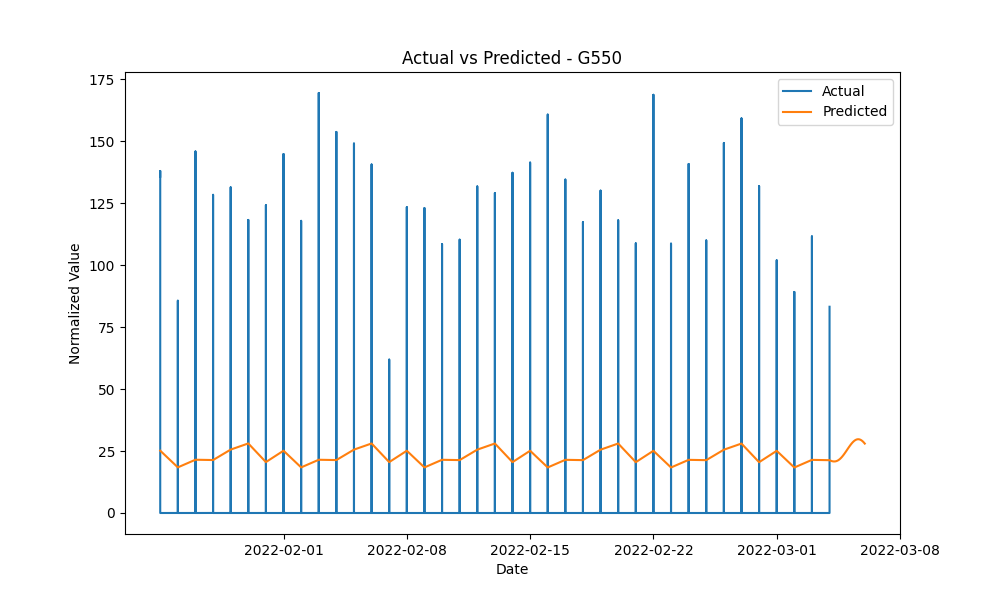 Actual vs Predicted - G550
Actual
Predicted
Normalized Value
175
150
125
100
75
50
25
0
2022-02-01
2022-02-08
2022-02-15
2022-02-22
2022-03-01
2022-03-08
Date